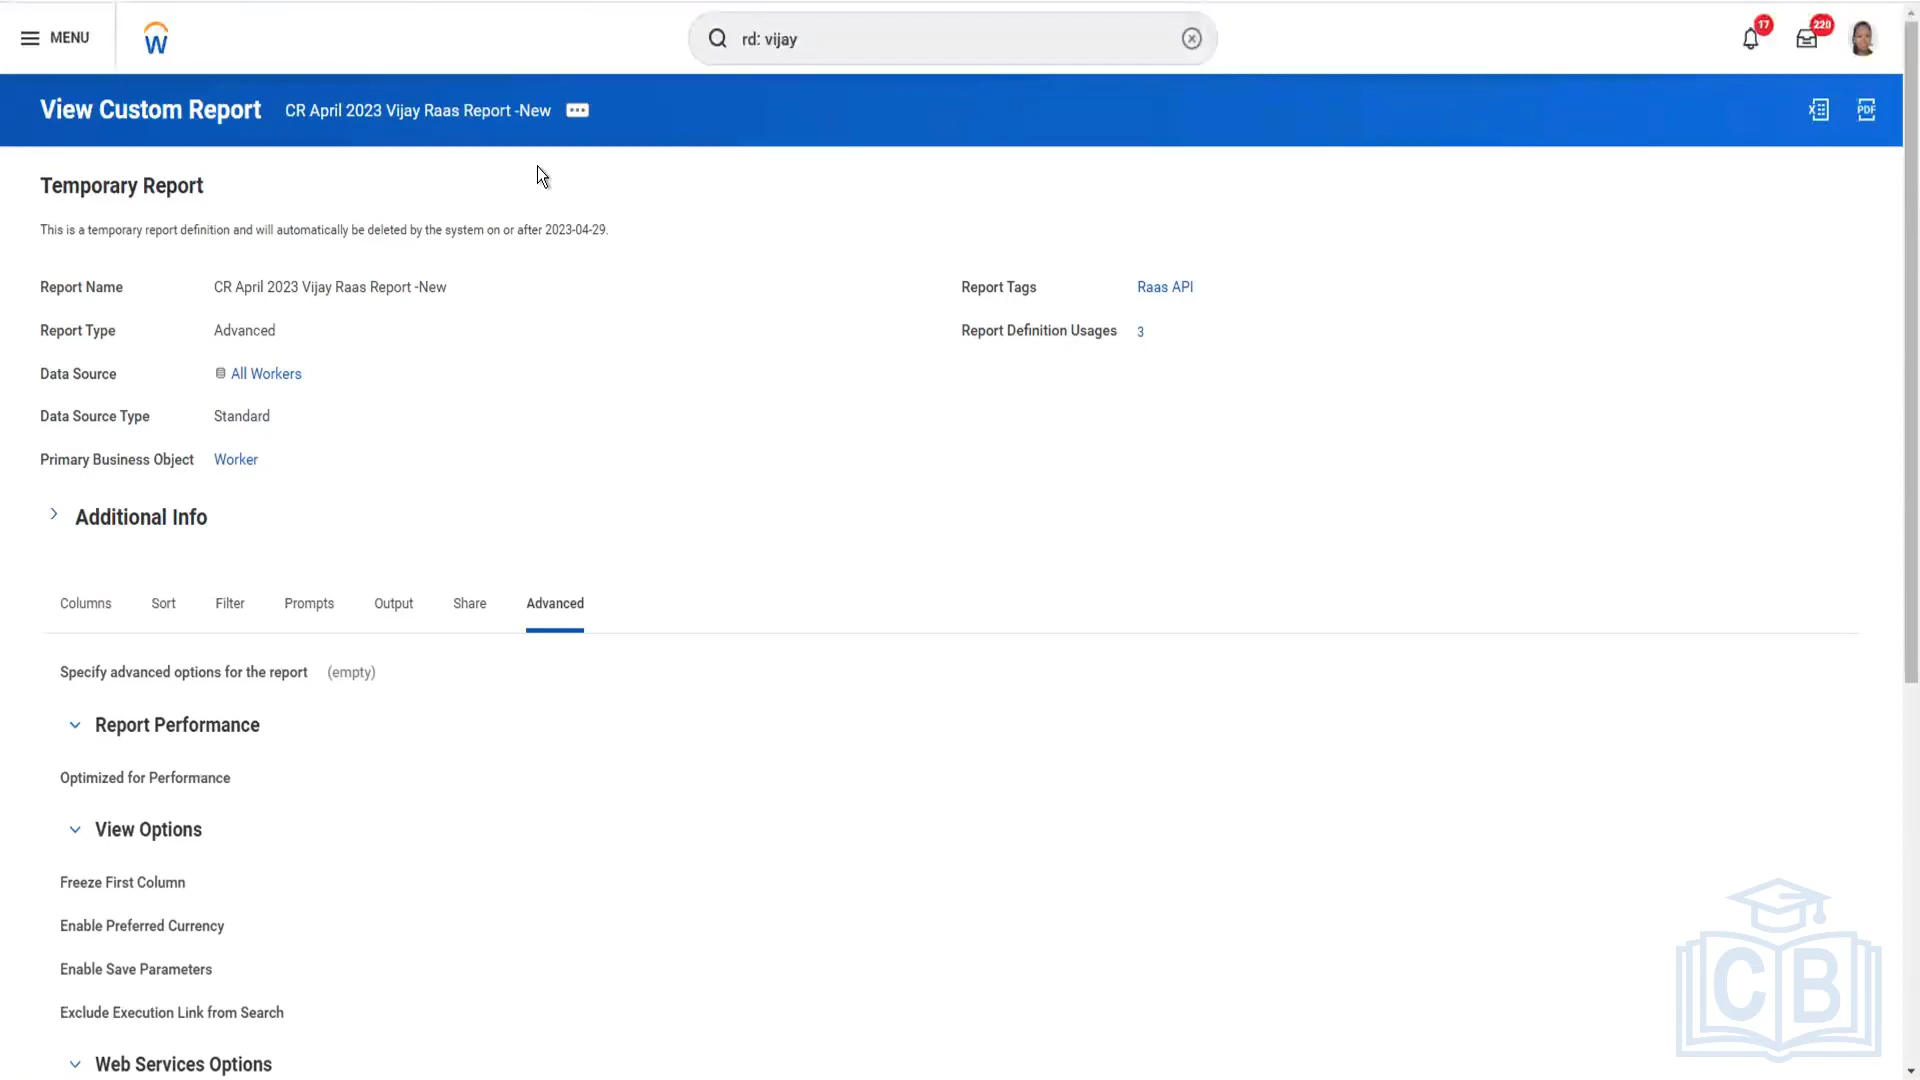 MENU
rd: vijay
17
220
View Custom Report CR April 2023 Vijay Raas Report -New
PDF
Temporary Report
This is a temporary report definition and will automatically be deleted by the system on or after 2023-04-29.
Report Name CR April 2023 Vijay Raas Report -New
Report Tags Raas API
Report Type Advanced
Report Definition Usages 3
Data Source All Workers
Data Source Type Standard
Primary Business Object Worker
Additional Info
Columns Sort Filter Prompts Output Share Advanced
Specify advanced options for the report (empty)
Report Performance
Optimized for Performance
View Options
Freeze First Column
Enable Preferred Currency
Enable Save Parameters
Exclude Execution Link from Search
Web Services Options
CB